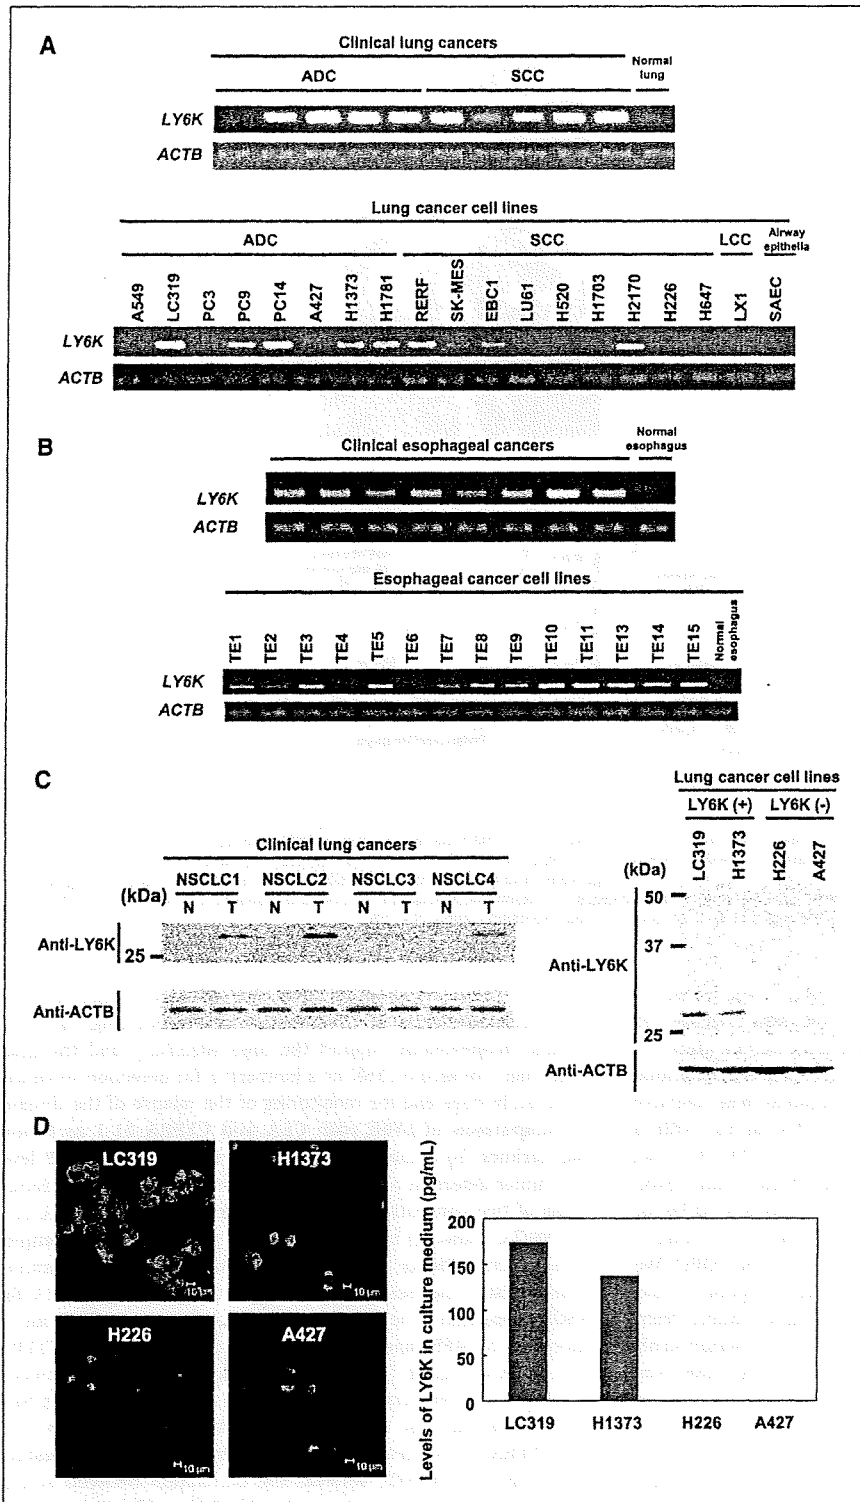 A
Clinical lung cancers
Normal lung
ADC
SCC
LY6K
ACTB
Lung cancer cell lines
ADC
SCC
LCC
Airway epithelia
A549
LC319
PC3
PC9
PC14
A427
H1373
H1781
RERF
SK-MES
EBC1
LU61
H520
H1703
H2170
H226
H647
LX1
SAEC
LY6K
ACTB
B
Clinical esophageal cancers
Normal esophagus
LY6K
ACTB
Esophageal cancer cell lines
TE1
TE2
TE3
TE4
TE5
TE6
TE7
TE8
TE9
TE10
TE11
TE13
TE14
TE15
Normal esophagus
LY6K
ACTB
C
Clinical lung cancers
NSCLC1 NSCLC2 NSCLC3 NSCLC4
(kDa)
N T N T N T N T
Anti-LY6K
25
Anti-ACTB
Lung cancer cell lines
LY6K (+) LY6K (-)
LC319
H1373
H226
A427
(kDa)
50
37
Anti-LY6K
25
Anti-ACTB
D
LC319
10 µm
H1373
10 µm
H226
10 µm
A427
10 µm
Levels of LY6K in culture medium (pg/mL)
200
150
100
50
0
LC319 H1373 H226 A427